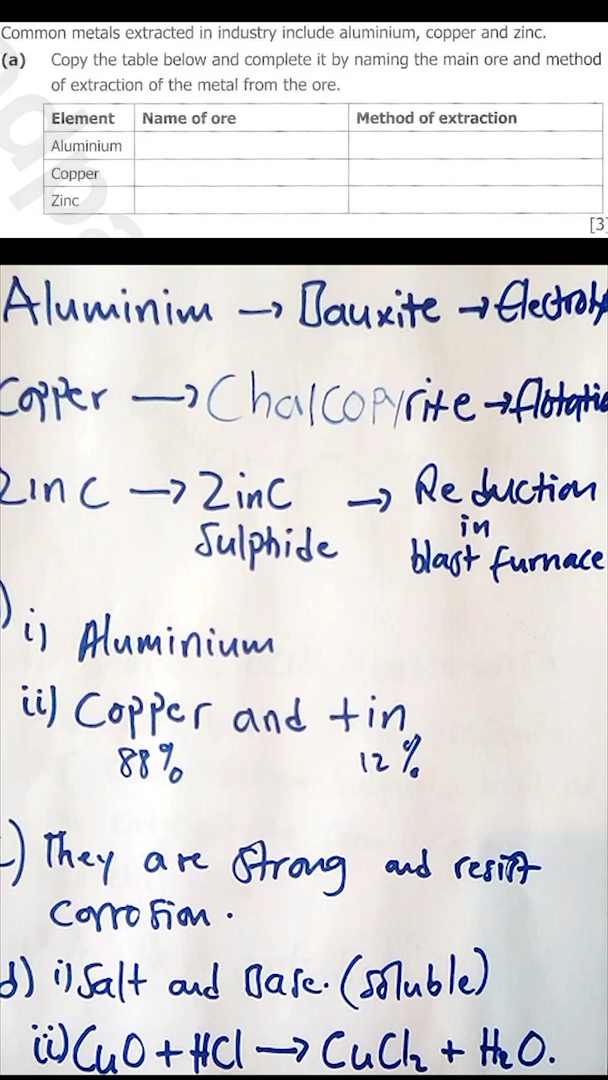 Common metals extracted in industry include aluminium, copper and zinc.
(a) Copy the table below and complete it by naming the main ore and method
of extraction of the metal from the ore.
Element Name of ore Method of extraction
Aluminium
Copper
Zinc
[3]
Aluminim → Bauxite → Electroly
Copper → Chalcopyrite → flotatio
Zinc → Zinc → Reduction
Sulphide in
blast furnace
) i) Aluminium
ii) Copper and tin
88% 12%
) They are strong and resist
corrosion.
d) i) Salt and Base. (soluble)
ii) CuO + HCl → CuCl₂ + H₂O.